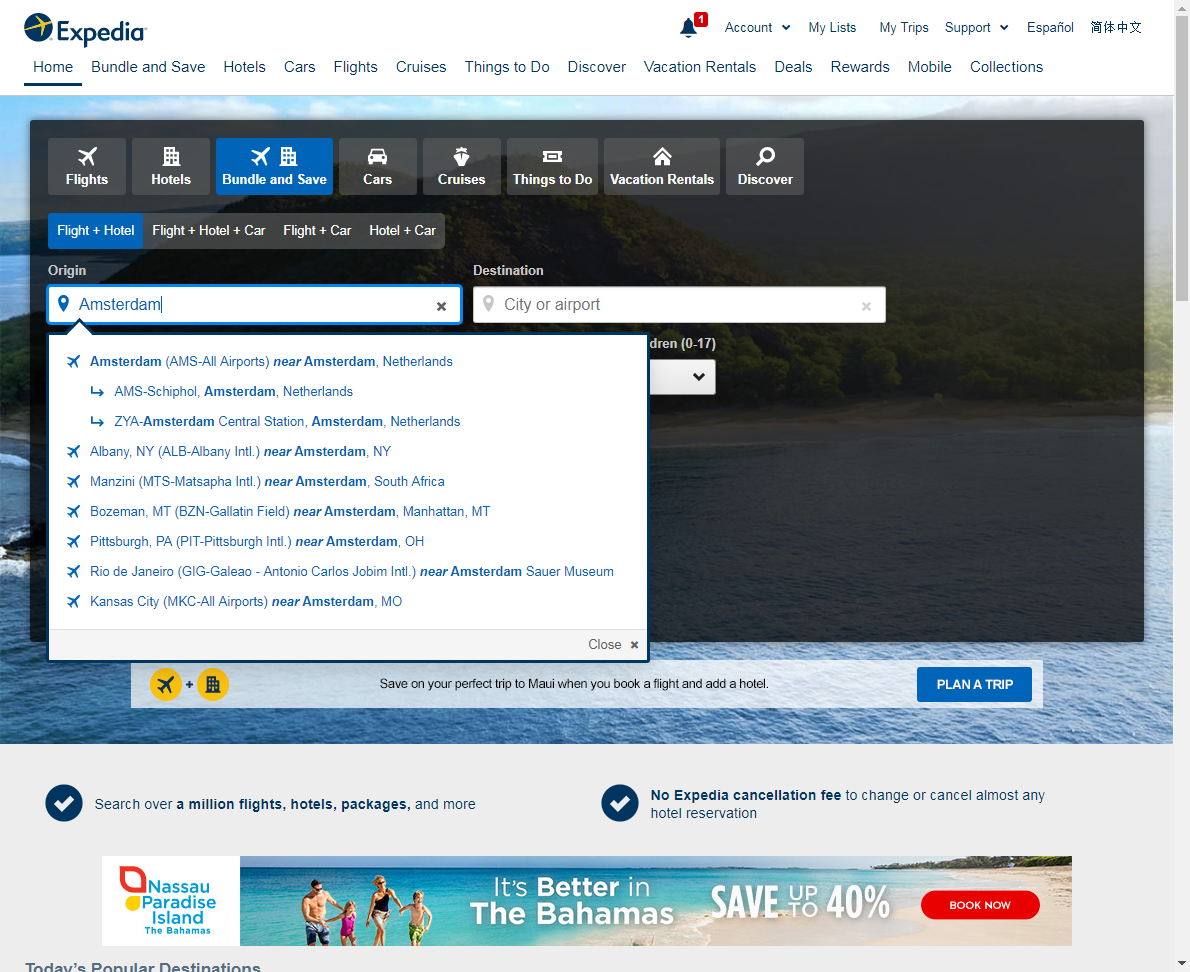 Expedia
1
Account
My Lists
My Trips
Support
Español
简体中文
Home
Bundle and Save
Hotels
Cars
Flights
Cruises
Things to Do
Discover
Vacation Rentals
Deals
Rewards
Mobile
Collections
Flights
Hotels
Bundle and Save
Cars
Cruises
Things to Do
Vacation Rentals
Discover
Flight + Hotel
Flight + Hotel + Car
Flight + Car
Hotel + Car
Origin
Destination
Amsterdam
City or airport
dren (0-17)
Amsterdam (AMS-All Airports) near Amsterdam, Netherlands
AMS-Schiphol, Amsterdam, Netherlands
ZYA-Amsterdam Central Station, Amsterdam, Netherlands
Albany, NY (ALB-Albany Intl.) near Amsterdam, NY
Manzini (MTS-Matsapha Intl.) near Amsterdam, South Africa
Bozeman, MT (BZN-Gallatin Field) near Amsterdam, Manhattan, MT
Pittsburgh, PA (PIT-Pittsburgh Intl.) near Amsterdam, OH
Rio de Janeiro (GIG-Galeao - Antonio Carlos Jobim Intl.) near Amsterdam Sauer Museum
Kansas City (MKC-All Airports) near Amsterdam, MO
Close
+
Save on your perfect trip to Maui when you book a flight and add a hotel.
PLAN A TRIP
Search over a million flights, hotels, packages, and more
No Expedia cancellation fee to change or cancel almost any
hotel reservation
Nassau
Paradise
Island
The Bahamas
It's Better in
The Bahamas
SAVE UP TO 40%
BOOK NOW
Today's Popular Destinations